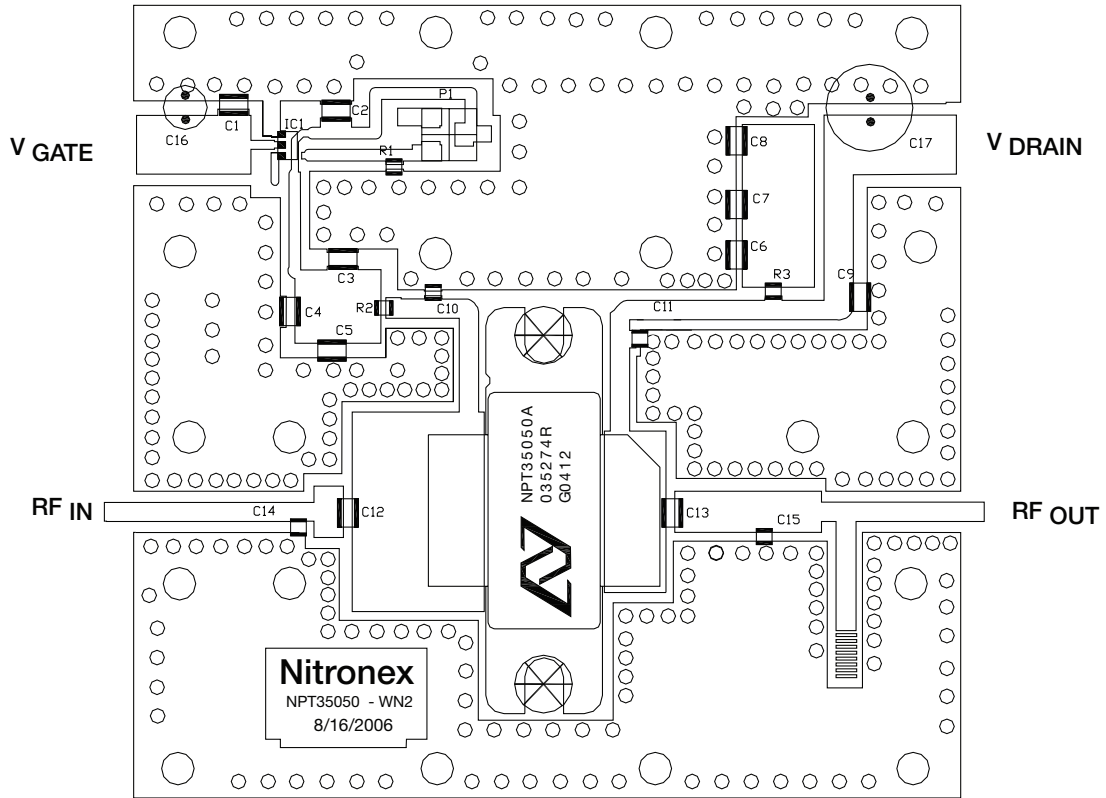 P1
C2
IC1
C1
C16
V GATE
R1
C8
C17
V DRAIN
C7
C6
C3
R3
C9
C4
R2
C10
C11
C5
NPT35050A
035274R
G0412
RF IN
C14
C12
C13
C15
RF OUT
Nitronex
NPT35050 - WN2
8/16/2006